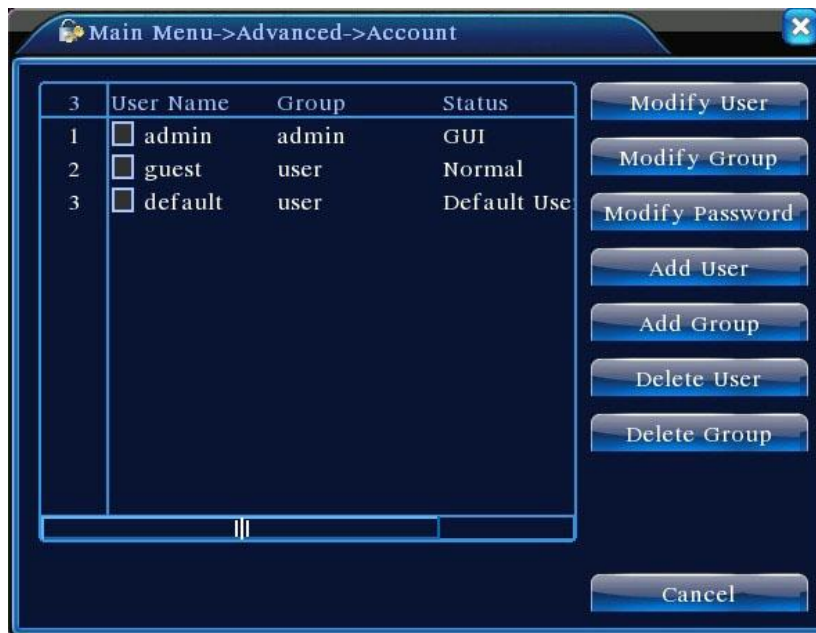 Main Menu->Advanced->Account
3 User Name Group Status
1 admin admin GUI
2 guest user Normal
3 default user Default Use
Modify User
Modify Group
Modify Password
Add User
Add Group
Delete User
Delete Group
Cancel